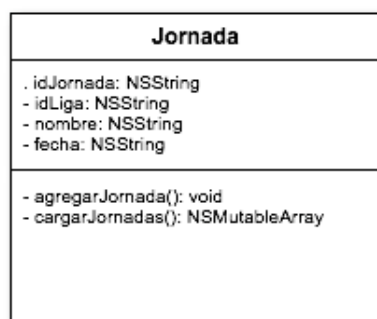 Jornada
. idJornada: NSString
- idLiga: NSString
- nombre: NSString
- fecha: NSString
- agregarJornada(): void
- cargarJornadas(): NSMutableArray